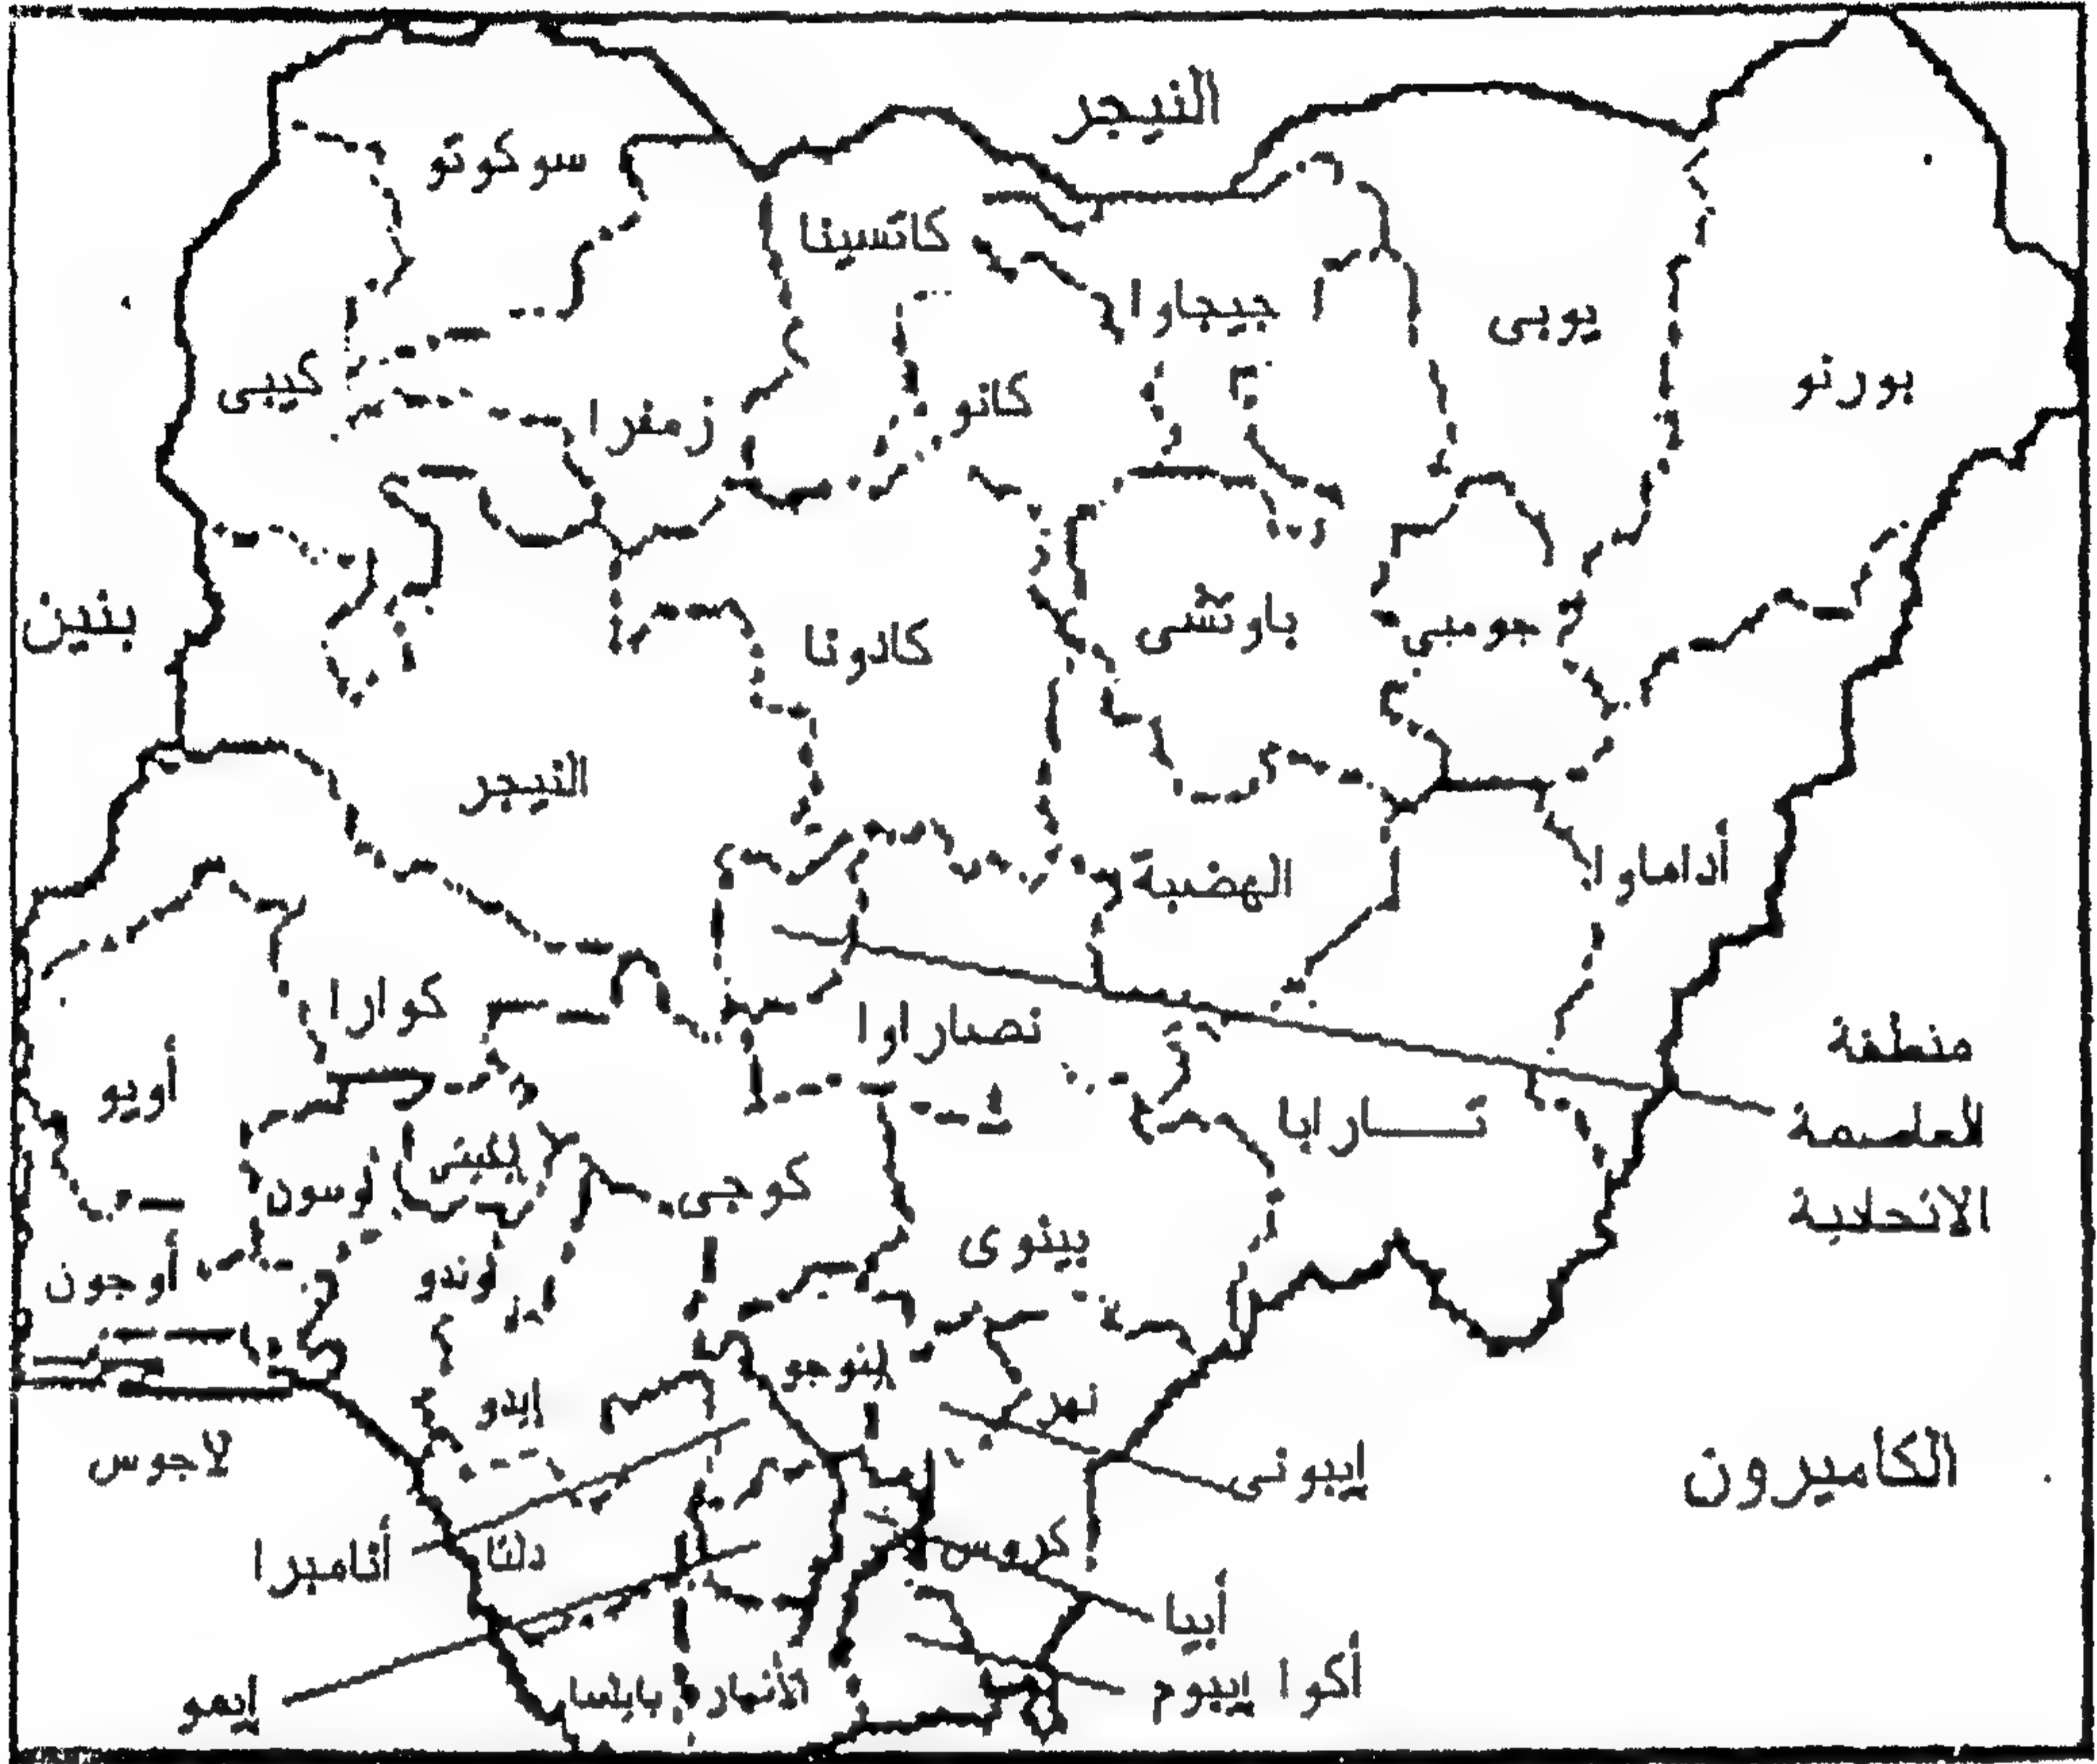 النيجر
سوكوتو
كاتسينا
جيجاوا
يوبى
بورنو
كيبى
زمفرا
كانو
بنين
كادونا
باوتشى
جومبى
النيجر
الهضبة
أداماوا
كوارا
نصاراوا
منطقة
العاصمة
الاتحادية
أويو
تارابا
إيكيتى
أوسون
كوجى
بينوى
أوجون
أوندو
إينوجو
إيدو
نهر
لاجوس
إيبونى
الكاميرون
أنامبرا
دلتا
كروس
أبيا
إيمو
الأنهار
بايلسا
أكوا إيبوم